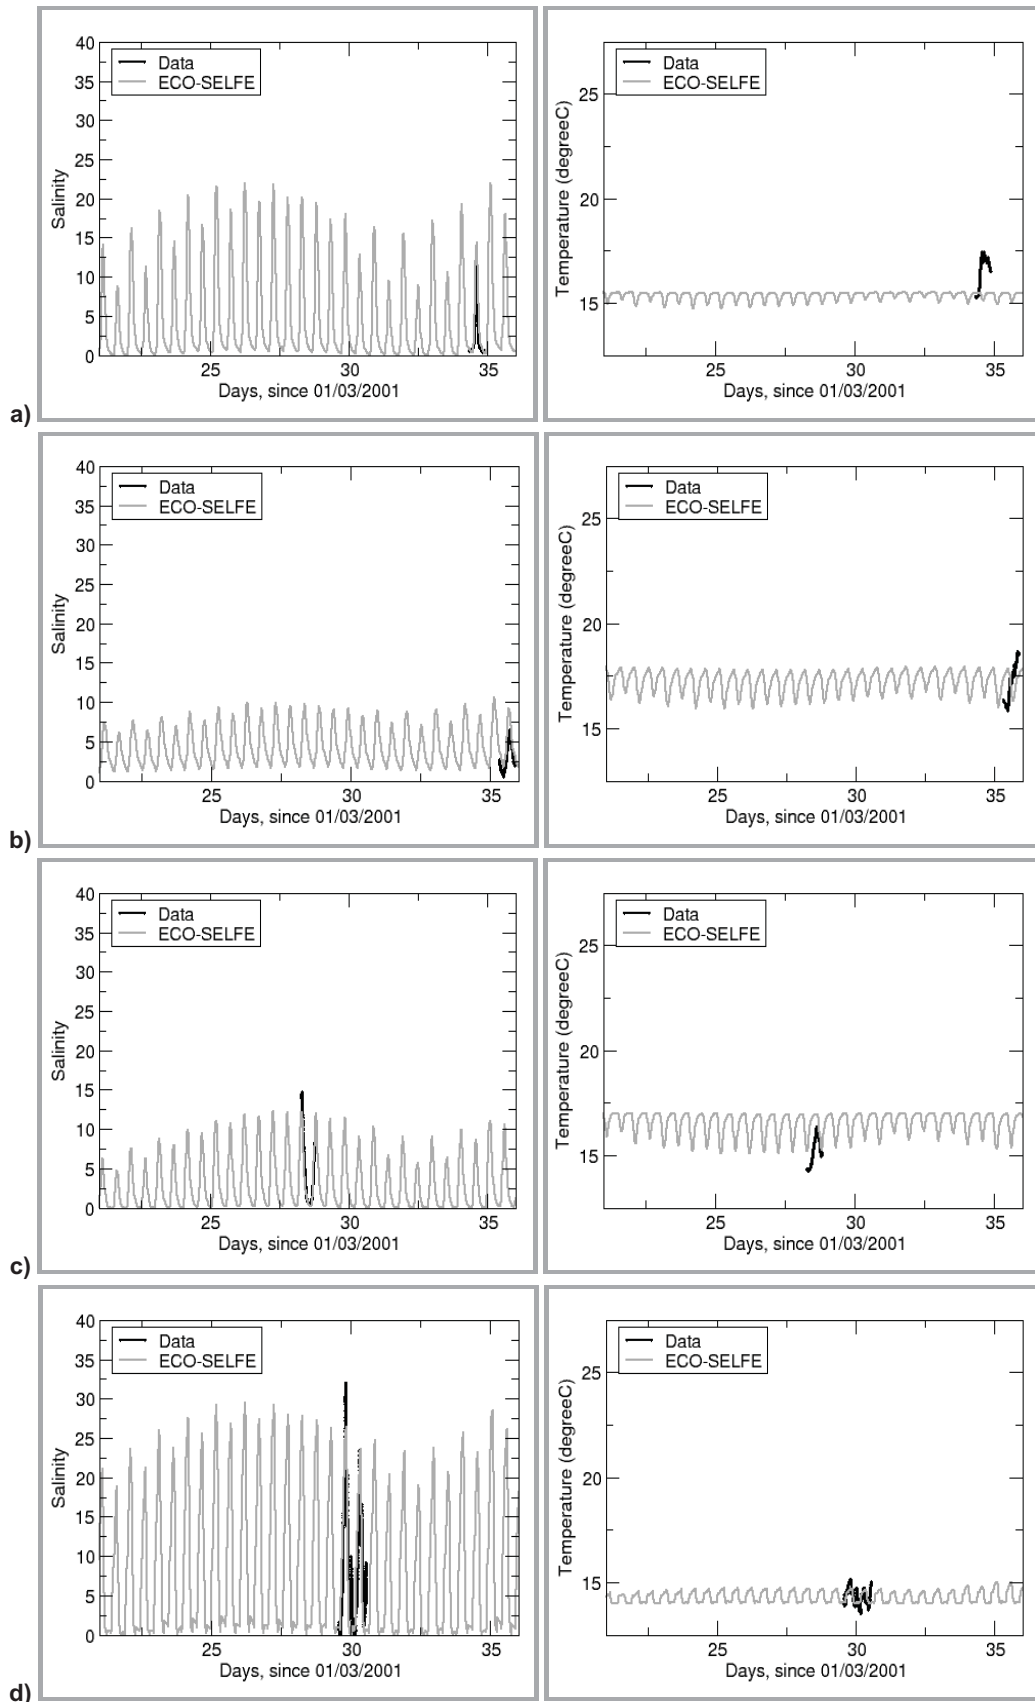 40
35
30
25
20
15
10
5
0
Salinity
Data
ECO-SELFE
25 30 35
Days, since 01/03/2001
25
20
15
Temperature (degreeC)
Data
ECO-SELFE
25 30 35
Days, since 01/03/2001
a)
40
35
30
25
20
15
10
5
0
Salinity
Data
ECO-SELFE
25 30 35
Days, since 01/03/2001
25
20
15
Temperature (degreeC)
Data
ECO-SELFE
25 30 35
Days, since 01/03/2001
b)
40
35
30
25
20
15
10
5
0
Salinity
Data
ECO-SELFE
25 30 35
Days, since 01/03/2001
25
20
15
Temperature (degreeC)
Data
ECO-SELFE
25 30 35
Days, since 01/03/2001
c)
40
35
30
25
20
15
10
5
0
Salinity
Data
ECO-SELFE
25 30 35
Days, since 01/03/2001
25
20
15
Temperature (degreeC)
Data
ECO-SELFE
25 30 35
Days, since 01/03/2001
d)